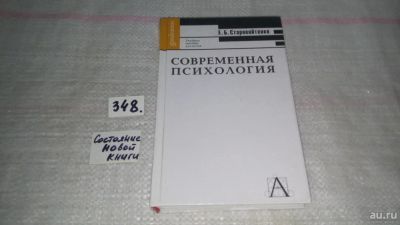 Е.Б. Старовойтенко
СОВРЕМЕННАЯ
ПСИХОЛОГИЯ
А
348.
Состояние
новой
книги
au.ru